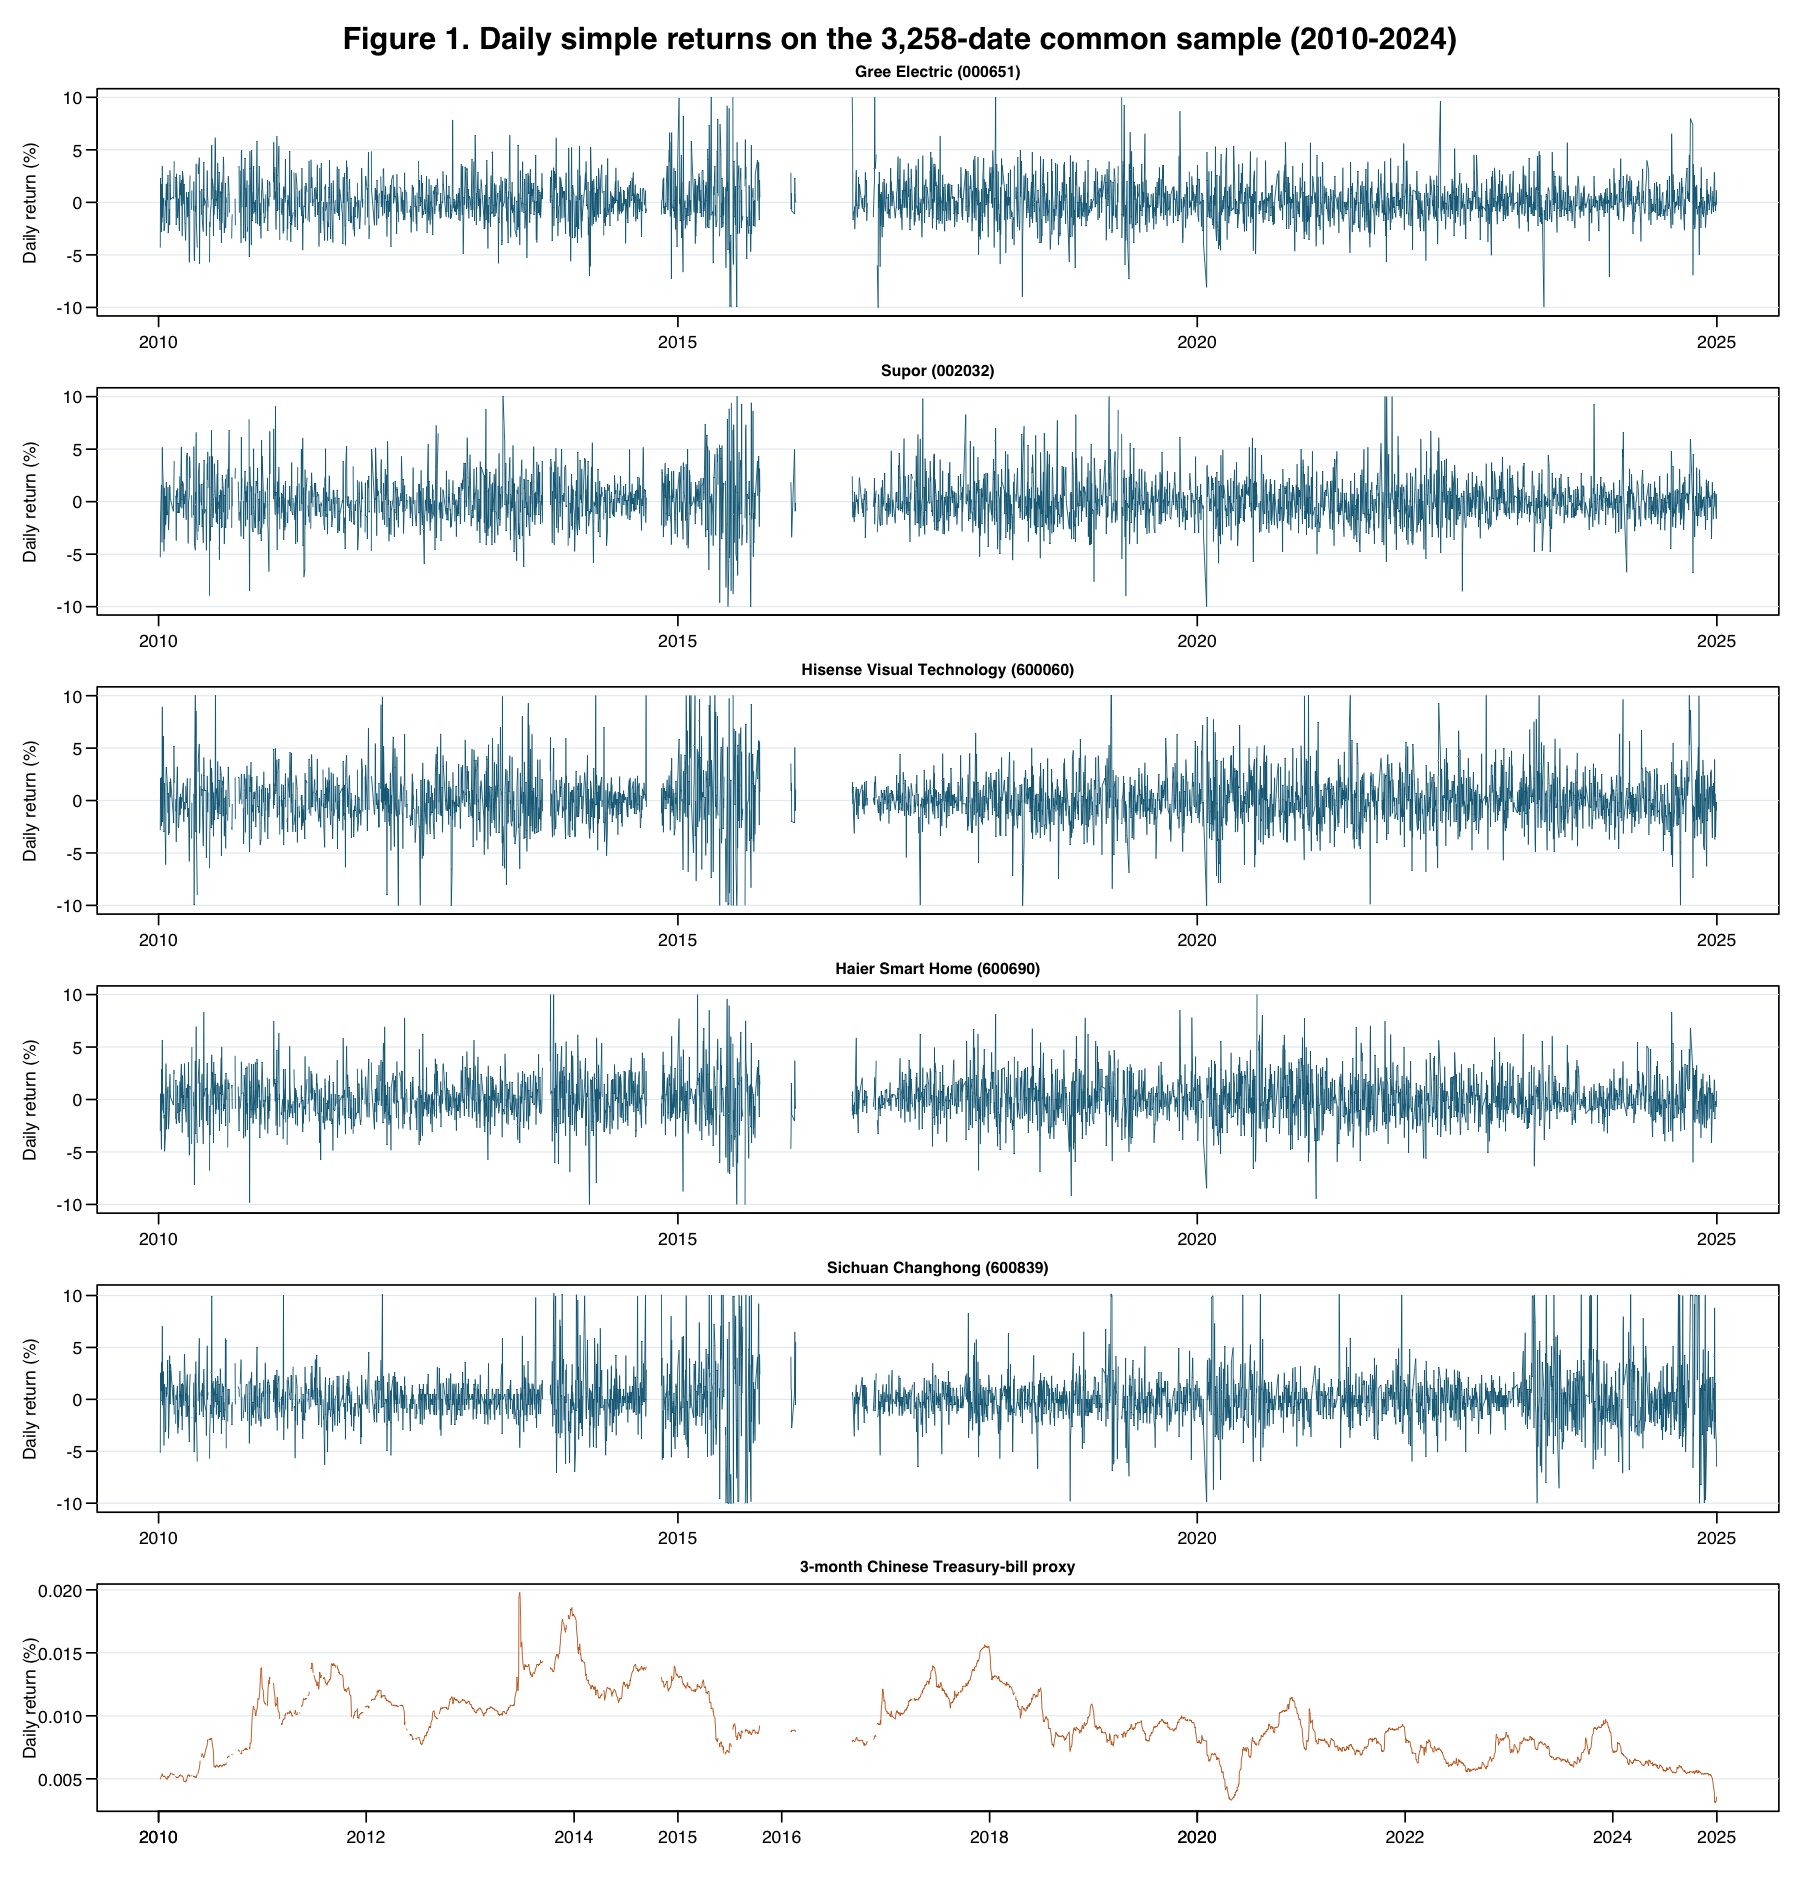 Figure 1. Daily simple returns on the 3,258-date common sample (2010-2024)
Gree Electric (000651)
Daily return (%)
10
5
0
-5
-10
2010 2015 2020 2025
Supor (002032)
Daily return (%)
10
5
0
-5
-10
2010 2015 2020 2025
Hisense Visual Technology (600060)
Daily return (%)
10
5
0
-5
-10
2010 2015 2020 2025
Haier Smart Home (600690)
Daily return (%)
10
5
0
-5
-10
2010 2015 2020 2025
Sichuan Changhong (600839)
Daily return (%)
10
5
0
-5
-10
2010 2015 2020 2025
3-month Chinese Treasury-bill proxy
Daily return (%)
0.020
0.015
0.010
0.005
2010 2012 2014 2015 2016 2018 2020 2022 2024 2025